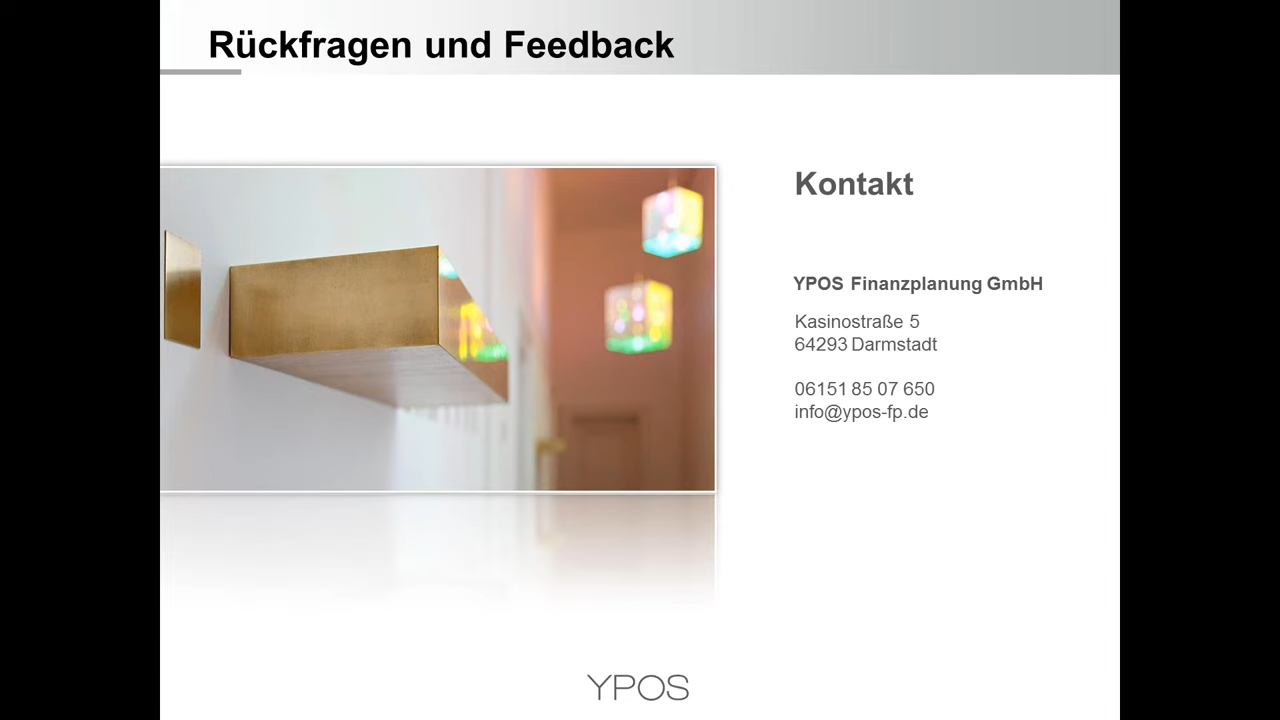 Rückfragen und Feedback
Kontakt
YPOS Finanzplanung GmbH
Kasinostraße 5
64293 Darmstadt
06151 85 07 650
info@ypos-fp.de
YPOS